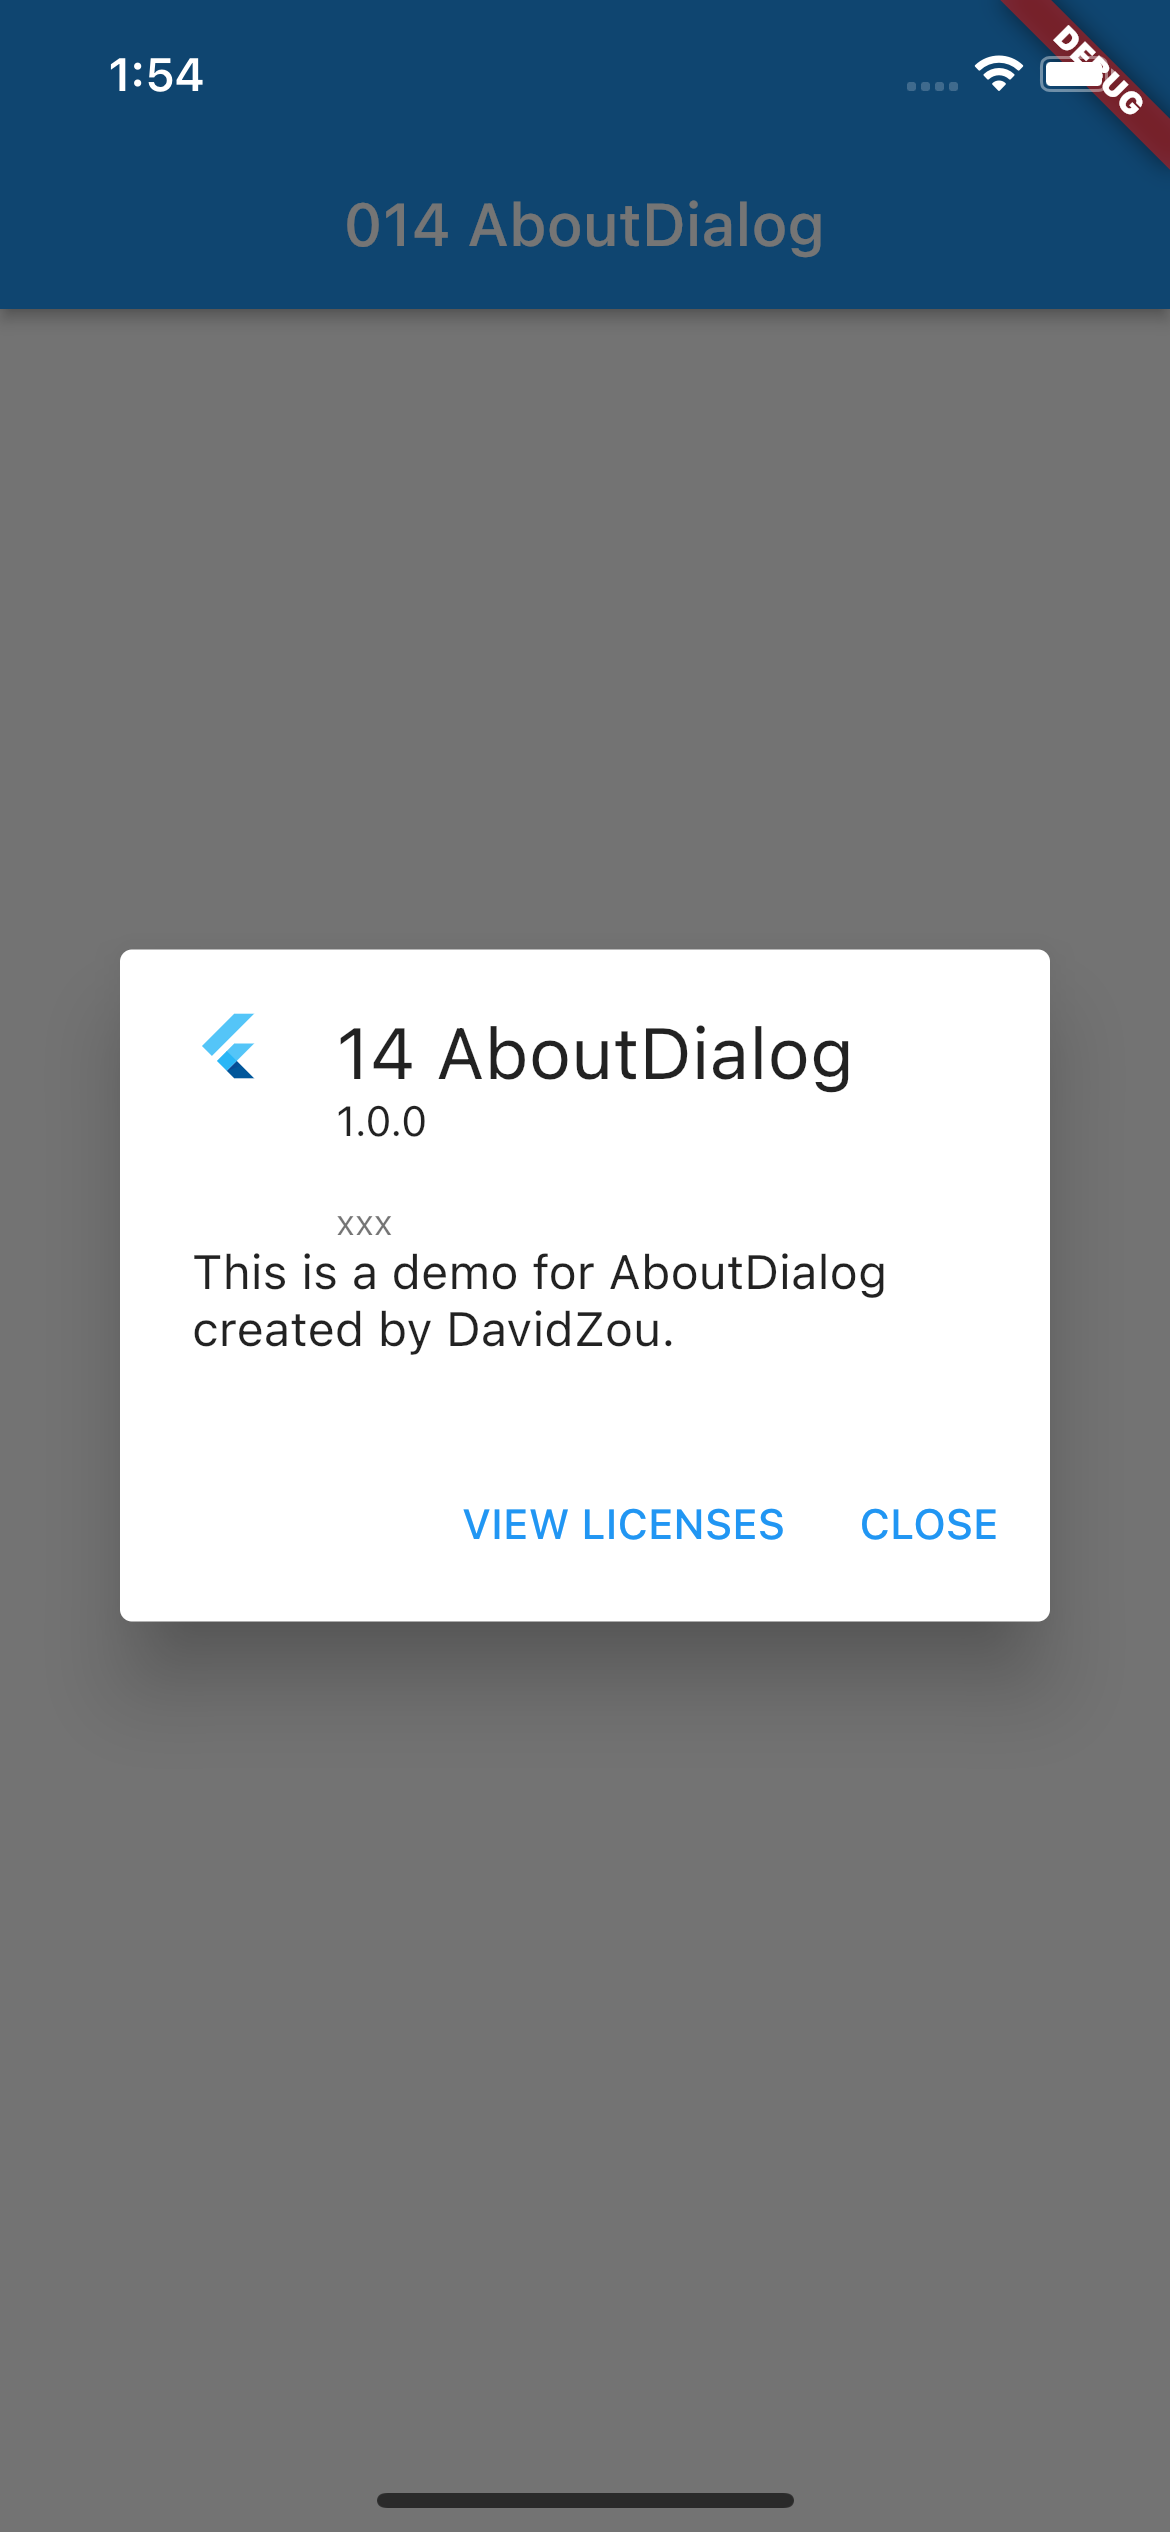 1:54
DEBUG
014 AboutDialog
14 AboutDialog
1.0.0
xxx
This is a demo for AboutDialog
created by DavidZou.
VIEW LICENSES CLOSE